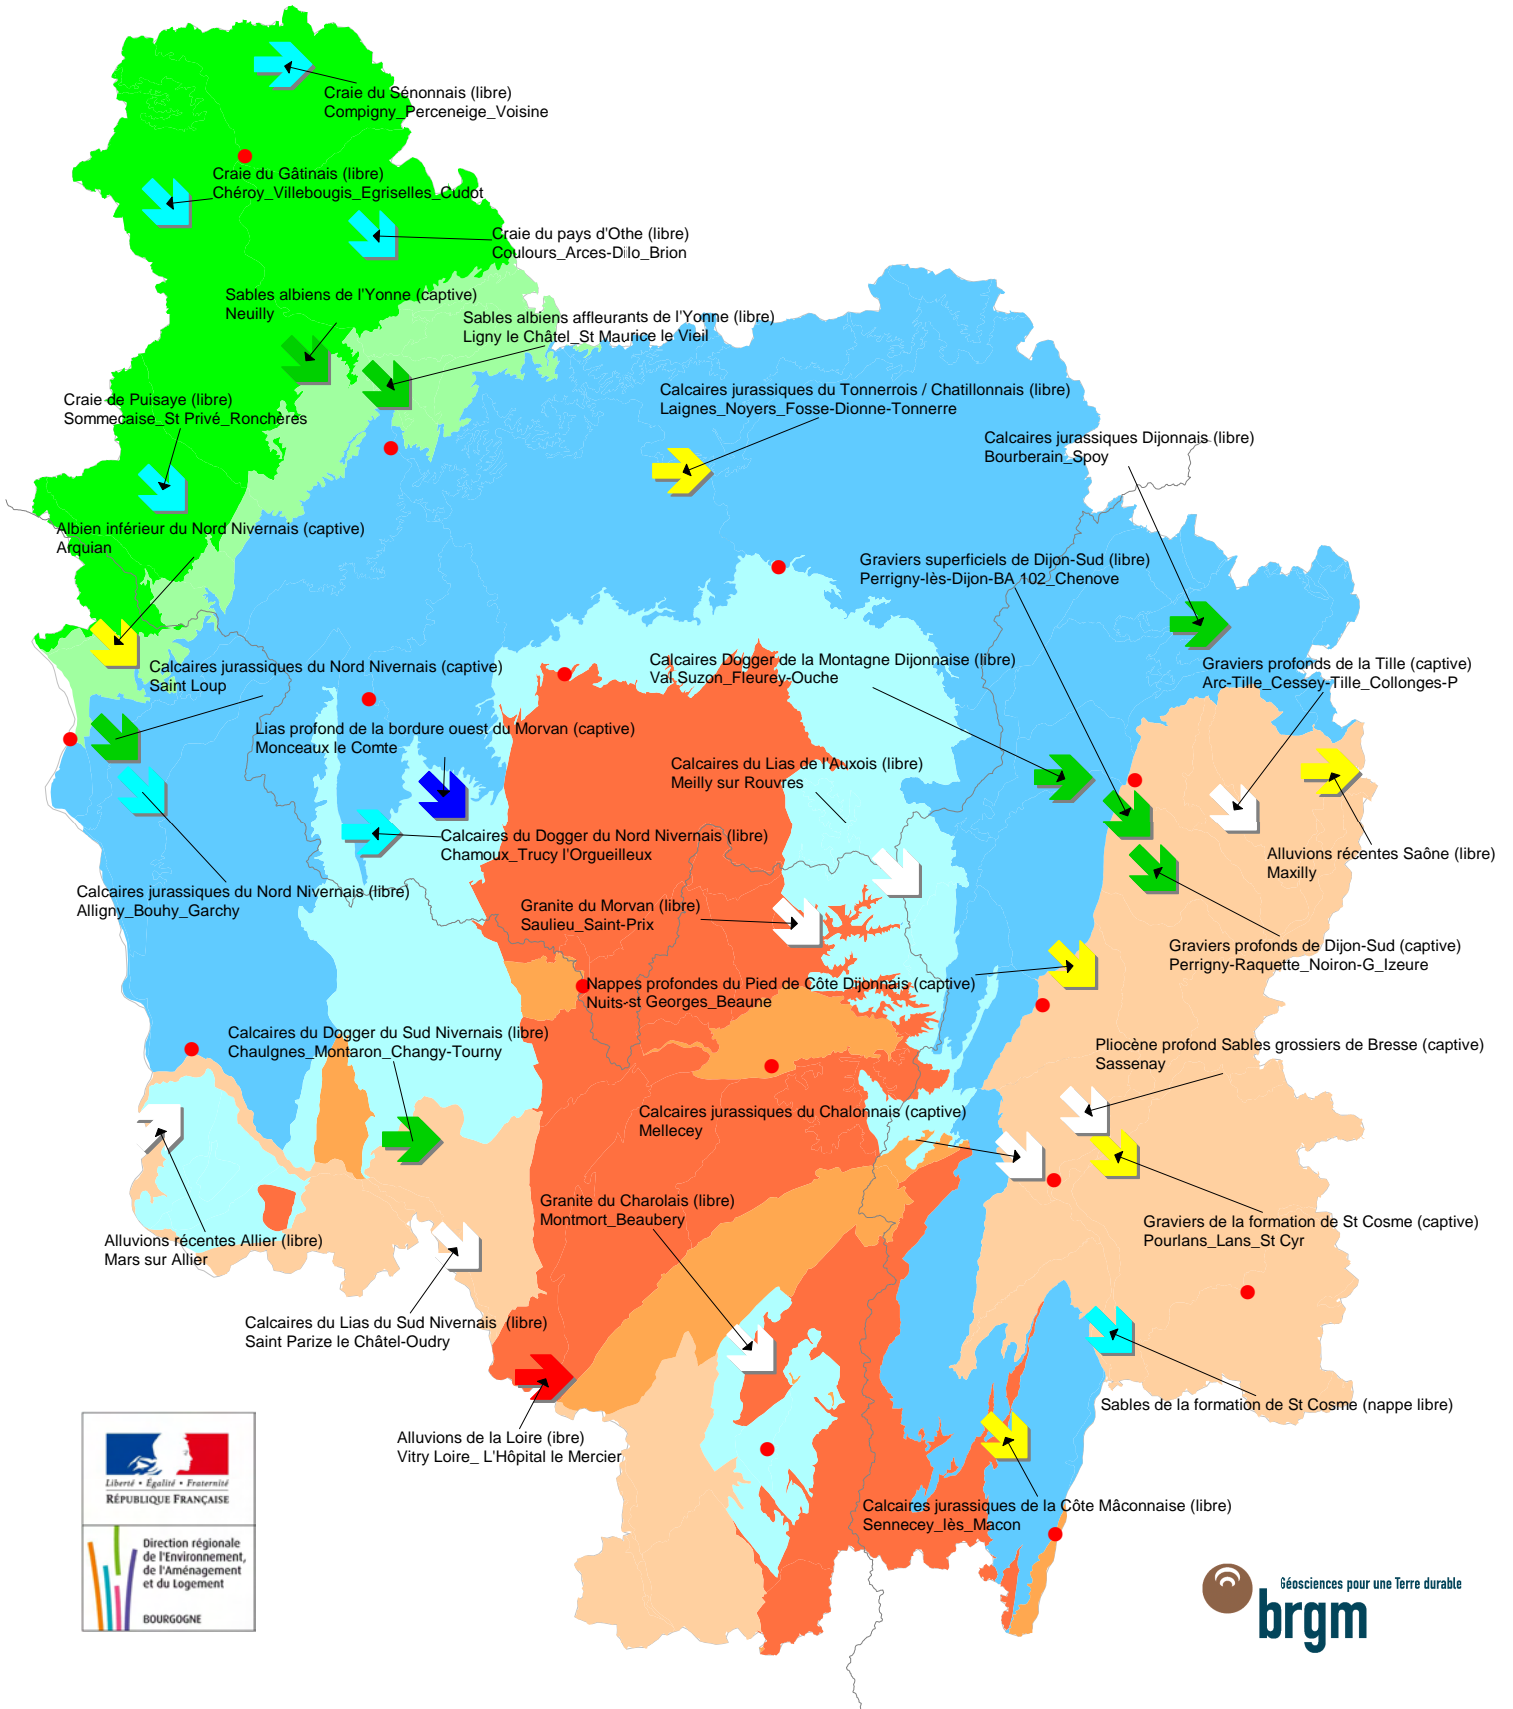 Craie du Sénonnais (libre)
Compigny_Perceneige_Voisine
Craie du Gâtinais (libre)
Chéroy_Villebougis_Egriselles_Cudot
Craie du pays d'Othe (libre)
Coulours_Arces-Dilo_Brion
Sables albiens de l'Yonne (captive)
Neuilly
Sables albiens affleurants de l'Yonne (libre)
Ligny le Châtel_St Maurice le Vieil
Craie de Puisaye (libre)
Sommecaise_St Privé_Ronchères
Calcaires jurassiques du Tonnerrois / Chatillonnais (libre)
Laignes_Noyers_Fosse-Dionne-Tonnerre
Calcaires jurassiques Dijonnais (libre)
Bourberain_Spoy
Albien inférieur du Nord Nivernais (captive)
Arquian
Graviers superficiels de Dijon-Sud (libre)
Perrigny-lès-Dijon-BA 102_Chenove
Calcaires jurassiques du Nord Nivernais (captive)
Saint Loup
Calcaires Dogger de la Montagne Dijonnaise (libre)
Val Suzon_Fleurey-Ouche
Graviers profonds de la Tille (captive)
Arc-Tille_Cessey-Tille_Collonges-P
Lias profond de la bordure ouest du Morvan (captive)
Monceaux le Comte
Calcaires du Lias de l'Auxois (libre)
Meilly sur Rouvres
Calcaires du Dogger du Nord Nivernais (libre)
Chamoux_Trucy l'Orgueilleux
Alluvions récentes Saône (libre)
Maxilly
Calcaires jurassiques du Nord Nivernais (libre)
Alligny_Bouhy_Garchy
Granite du Morvan (libre)
Saulieu_Saint-Prix
Graviers profonds de Dijon-Sud (captive)
Perrigny-Raquette_Noiron-G_Izeure
Nappes profondes du Pied de Côte Dijonnais (captive)
Nuits-st Georges_Beaune
Calcaires du Dogger du Sud Nivernais (libre)
Chaulgnes_Montaron_Changy-Tourny
Pliocène profond Sables grossiers de Bresse (captive)
Sassenay
Calcaires jurassiques du Chalonnais (captive)
Mellecey
Granite du Charolais (libre)
Montmort_Beaubery
Graviers de la formation de St Cosme (captive)
Pourlans_Lans_St Cyr
Alluvions récentes Allier (libre)
Mars sur Allier
Calcaires du Lias du Sud Nivernais (libre)
Saint Parize le Châtel-Oudry
Sables de la formation de St Cosme (nappe libre)
Alluvions de la Loire (ibre)
Vitry Loire_ L'Hôpital le Mercier
Calcaires jurassiques de la Côte Mâconnaise (libre)
Sennecey_lès_Macon
Liberté • Égalité • Fraternité
RÉPUBLIQUE FRANÇAISE
Direction régionale
de l'Environnement,
de l'Aménagement
et du Logement
BOURGOGNE
Géosciences pour une Terre durable
brgm